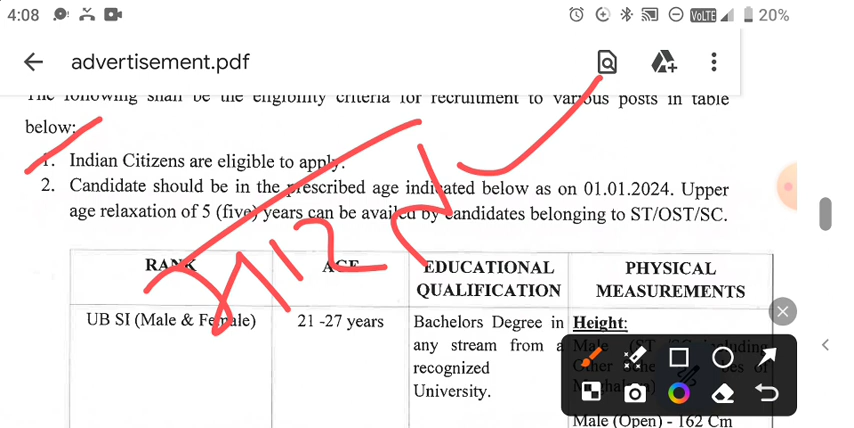 4:08 VoLTE 20%
advertisement.pdf
The following shall be the eligibility criteria for recruitment to various posts in table
below:
1. Indian Citizens are eligible to apply.
2. Candidate should be in the prescribed age indicated below as on 01.01.2024. Upper
age relaxation of 5 (five) years can be availed by candidates belonging to ST/OST/SC.
RANK AGE EDUCATIONAL QUALIFICATION PHYSICAL MEASUREMENTS
UB SI (Male & Female) 21 -27 years Bachelors Degree in Height:
any stream from a Male (ST
recognized Other
University.
Male (Open) - 162 Cm